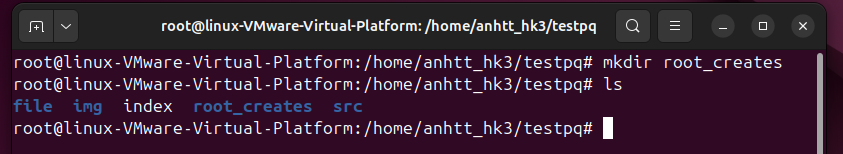 root@linux-VMware-Virtual-Platform: /home/anhtt_hk3/testpq
root@linux-VMware-Virtual-Platform:/home/anhtt_hk3/testpq# mkdir root_creates
root@linux-VMware-Virtual-Platform:/home/anhtt_hk3/testpq# ls
file  img  index  root_creates  src
root@linux-VMware-Virtual-Platform:/home/anhtt_hk3/testpq#